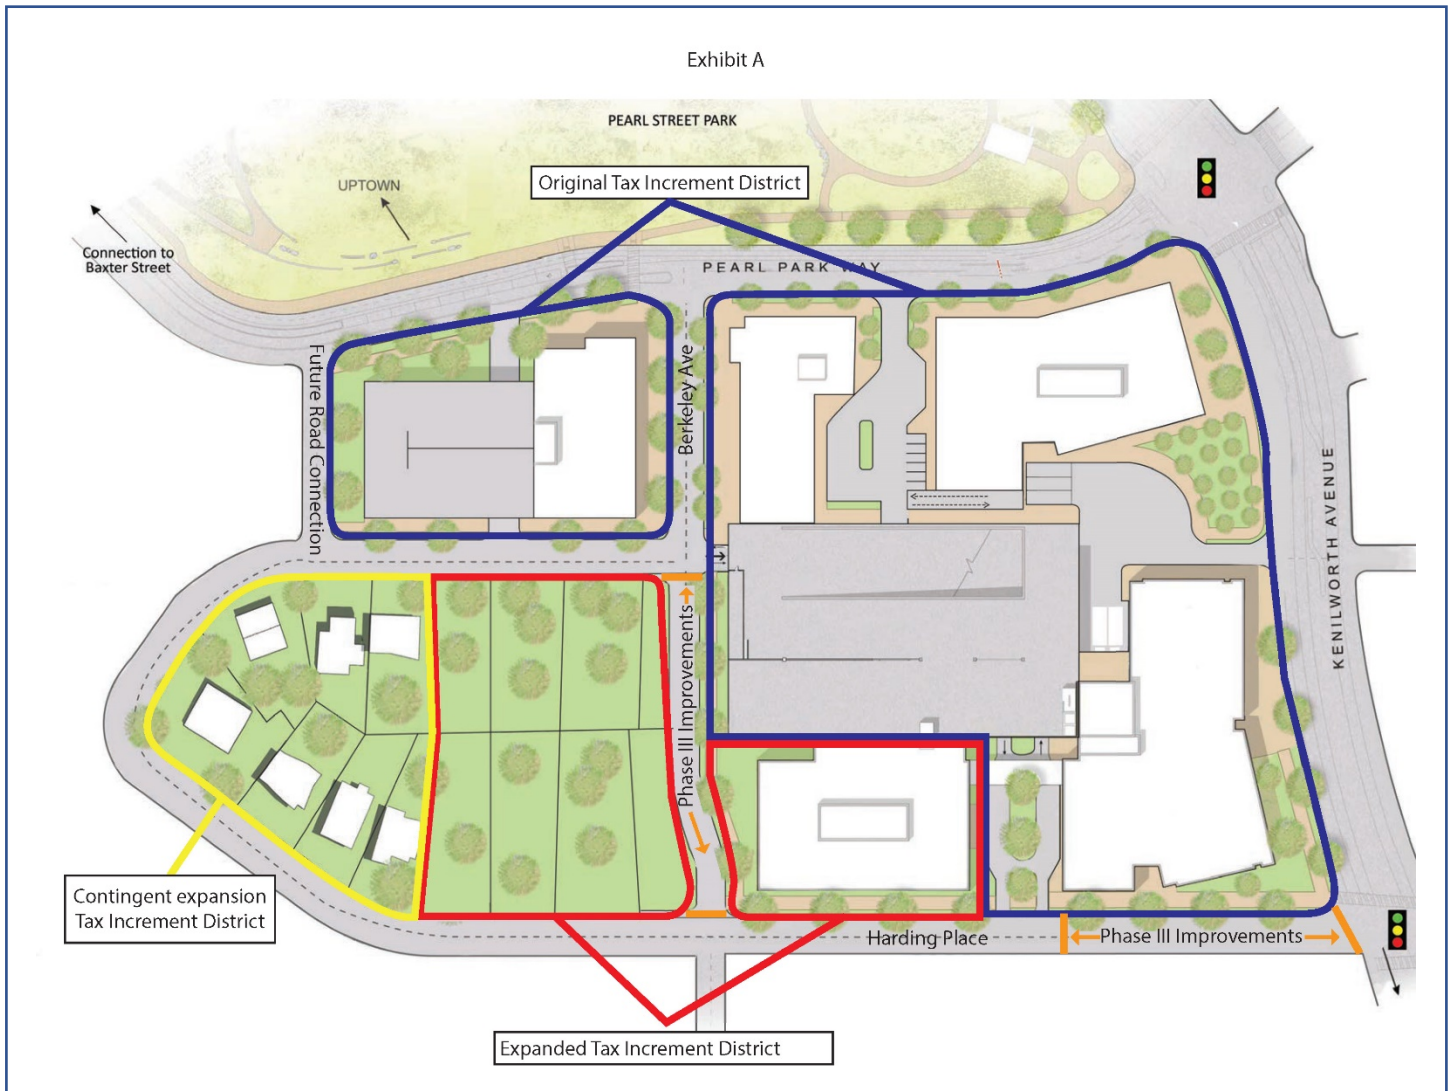 Exhibit A
PEARL STREET PARK
Original Tax Increment District
UPTOWN
Connection to
Baxter Street
PEARL PARK WAY
Future Road Connection
Berkeley Ave
KENILWORTH AVENUE
Phase III Improvements
Contingent expansion
Tax Increment District
Harding Place
Phase III Improvements
Expanded Tax Increment District